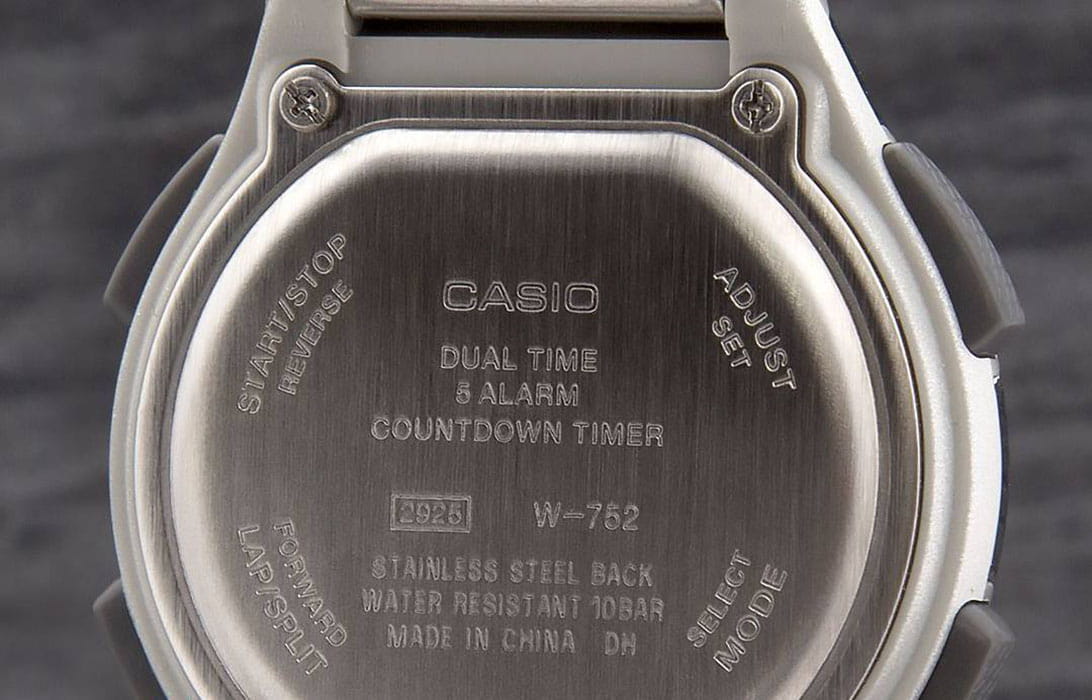 START/STOP
REVERSE
ADJUST
SET
CASIO
DUAL TIME
5 ALARM
COUNTDOWN TIMER
2925 W-752
STAINLESS STEEL BACK
WATER RESISTANT 10BAR
MADE IN CHINA DH
FORWARD
LAP/SPLIT
SELECT
MODE